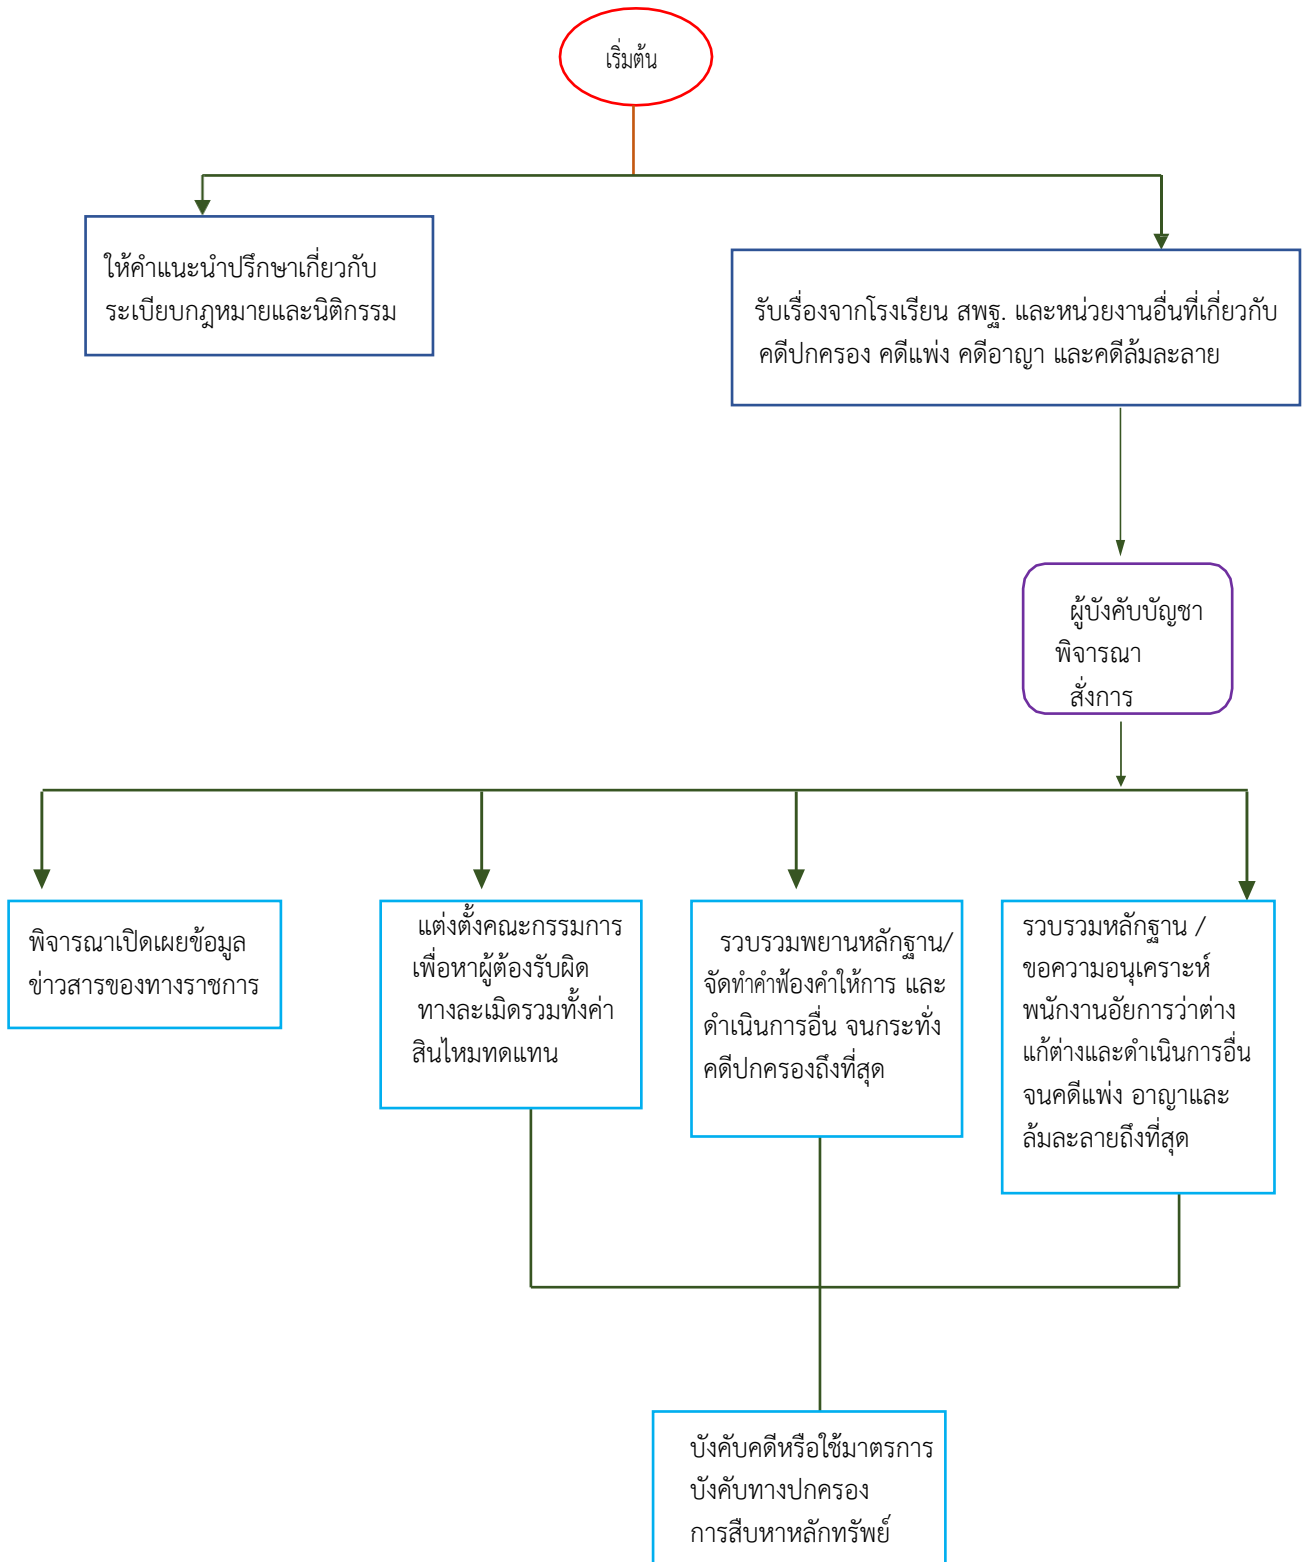 เริ่มต้น
ให้คำแนะนำปรึกษาเกี่ยวกับ
ระเบียบกฎหมายและนิติกรรม
รับเรื่องจากโรงเรียน สพฐ. และหน่วยงานอื่นที่เกี่ยวกับ
คดีปกครอง คดีแพ่ง คดีอาญา และคดีล้มละลาย
ผู้บังคับบัญชา
พิจารณา
สั่งการ
พิจารณาเปิดเผยข้อมูล
ข่าวสารของทางราชการ
แต่งตั้งคณะกรรมการ
เพื่อหาผู้ต้องรับผิด
ทางละเมิดรวมทั้งค่า
สินไหมทดแทน
รวบรวมพยานหลักฐาน/
จัดทำคำฟ้องคำให้การ และ
ดำเนินการอื่น จนกระทั่ง
คดีปกครองถึงที่สุด
รวบรวมหลักฐาน /
ขอความอนุเคราะห์
พนักงานอัยการว่าต่าง
แก้ต่างและดำเนินการอื่น
จนคดีแพ่ง อาญาและ
ล้มละลายถึงที่สุด
บังคับคดีหรือใช้มาตรการ
บังคับทางปกครอง
การสืบหาหลักทรัพย์